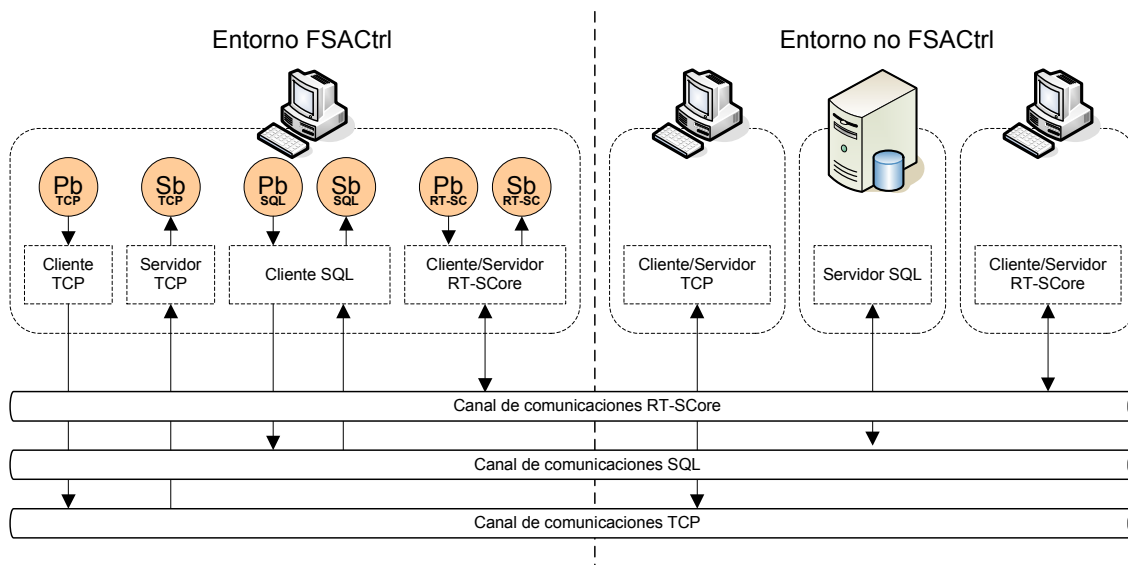 Entorno FSACtrl
Entorno no FSACtrl
Pb
TCP
Sb
TCP
Pb
SQL
Sb
SQL
Pb
RT-SC
Sb
RT-SC
Cliente
TCP
Servidor
TCP
Cliente SQL
Cliente/Servidor
RT-SCore
Cliente/Servidor
TCP
Servidor SQL
Cliente/Servidor
RT-SCore
Canal de comunicaciones RT-SCore
Canal de comunicaciones SQL
Canal de comunicaciones TCP